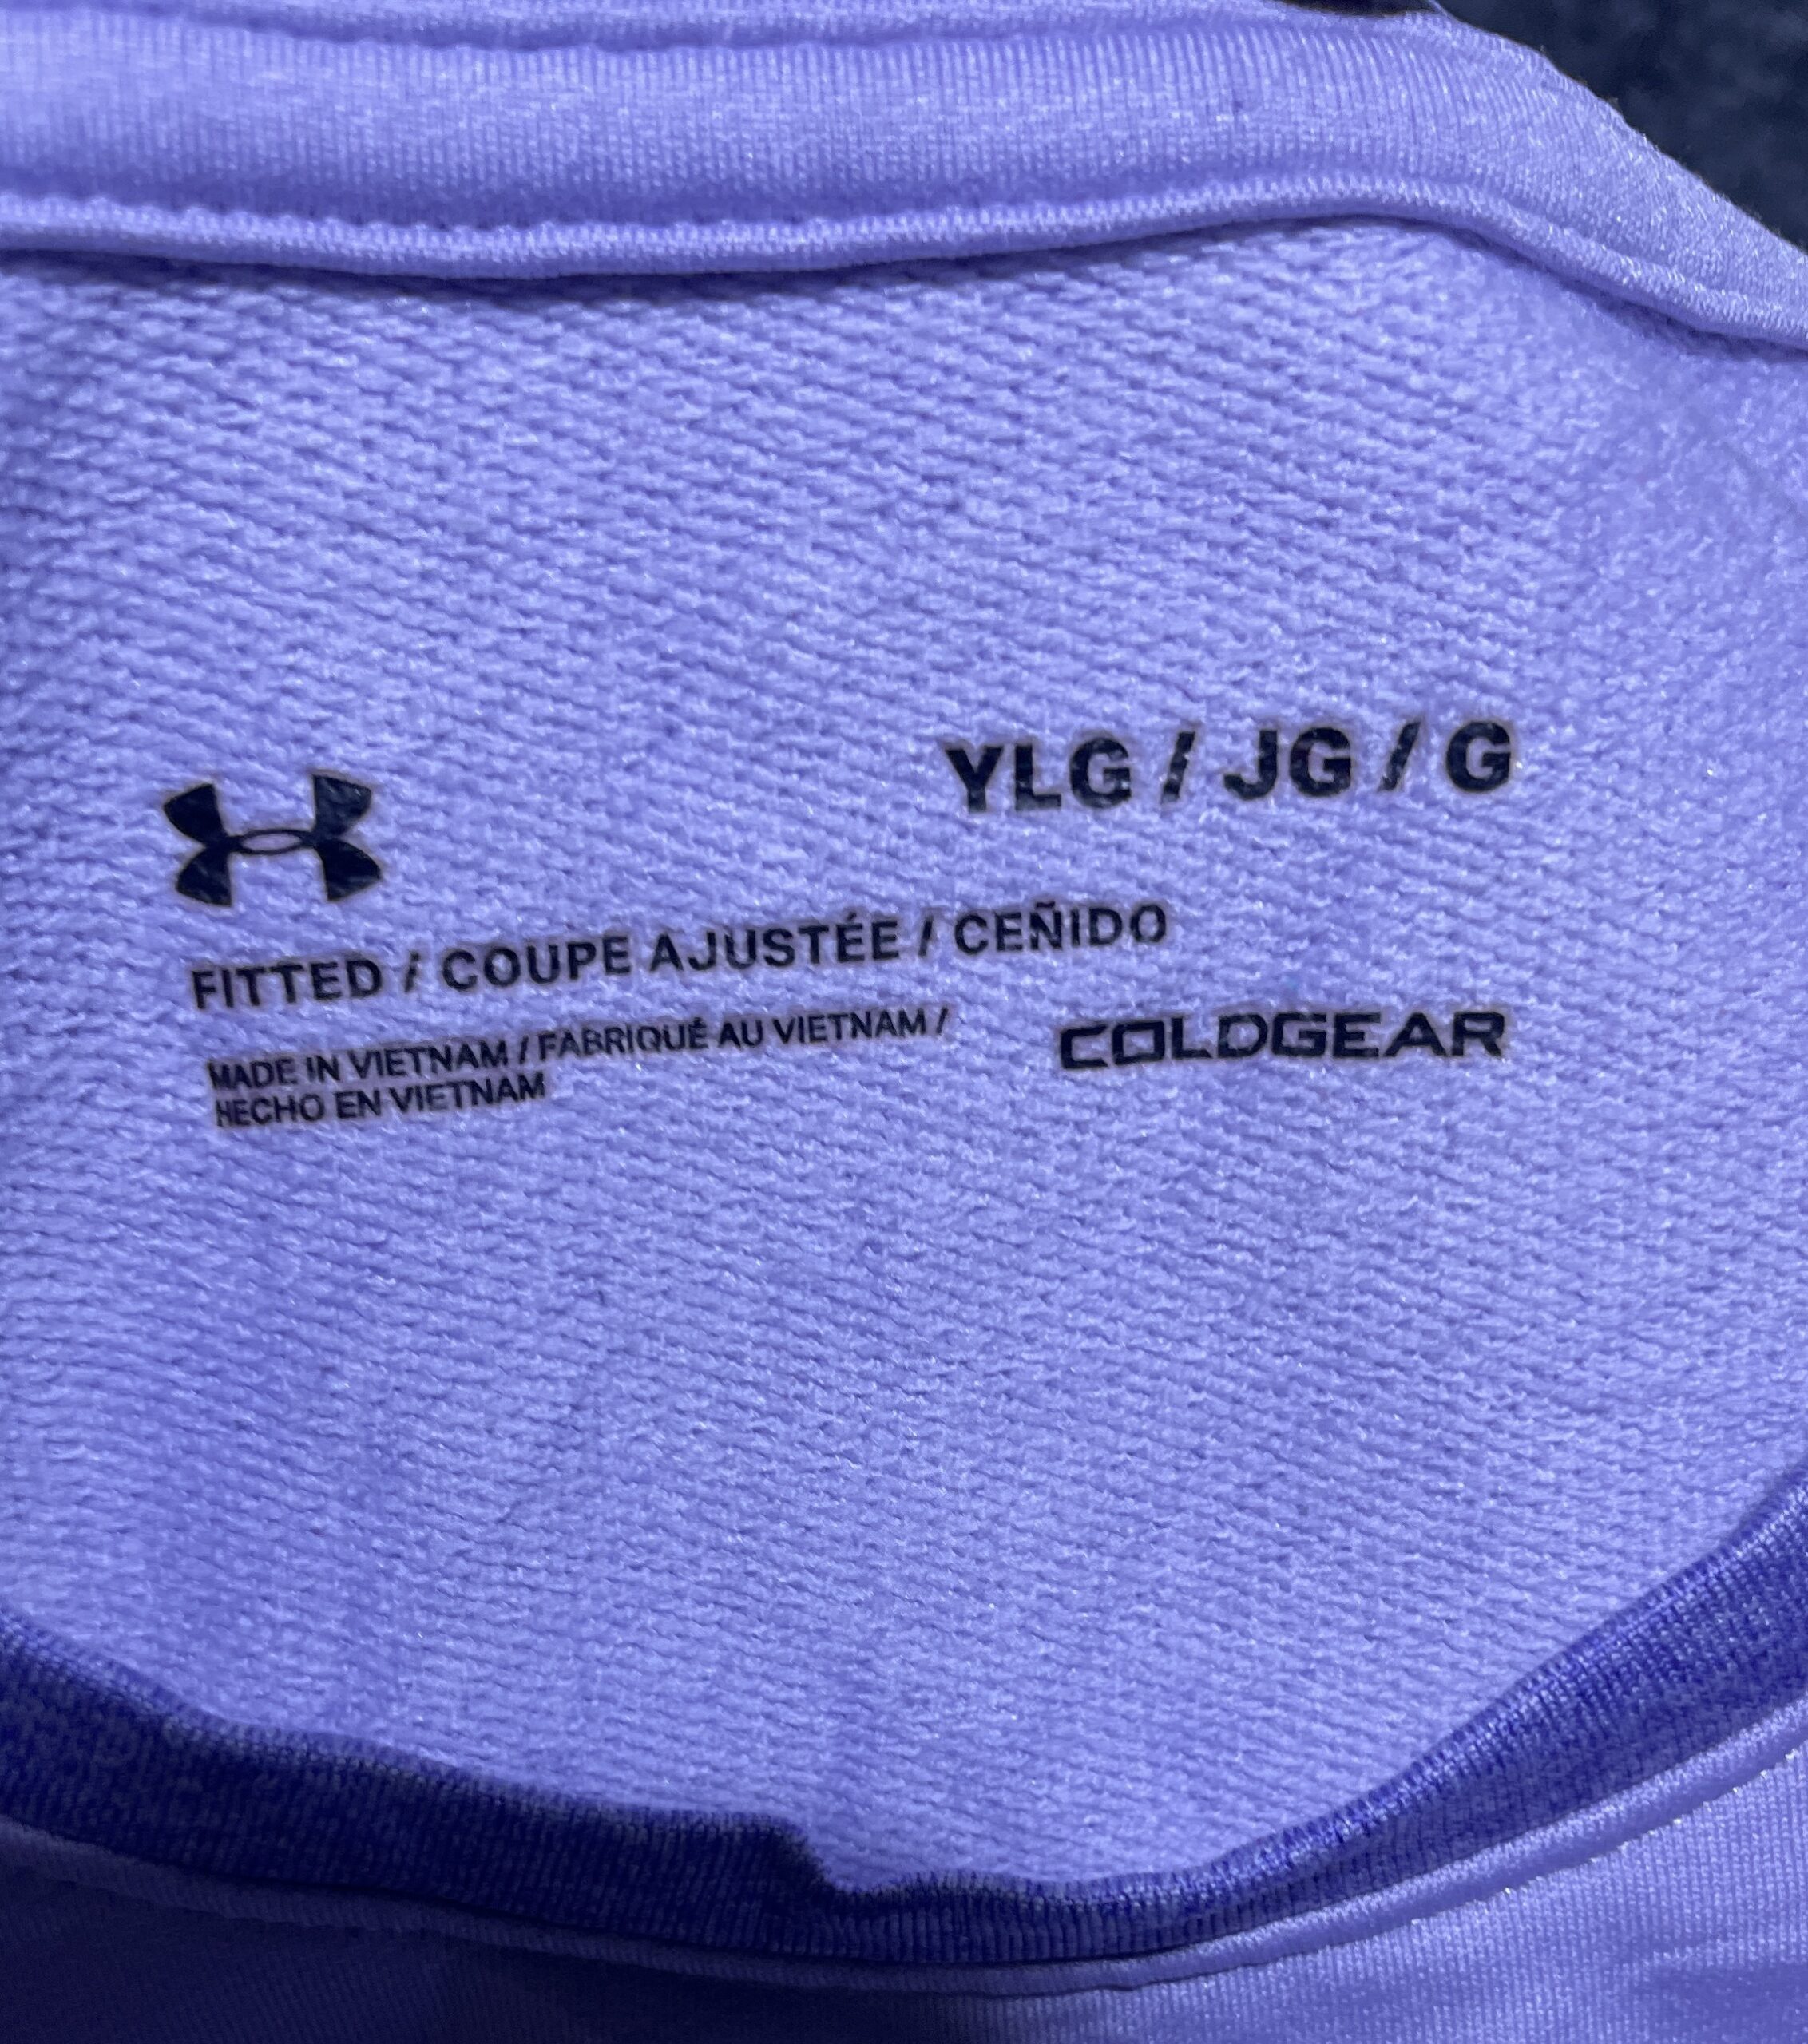 YLG / JG / G
FITTED / COUPE AJUSTÉE / CEÑIDO
MADE IN VIETNAM / FABRIQUÉ AU VIETNAM /
HECHO EN VIETNAM
COLDGEAR